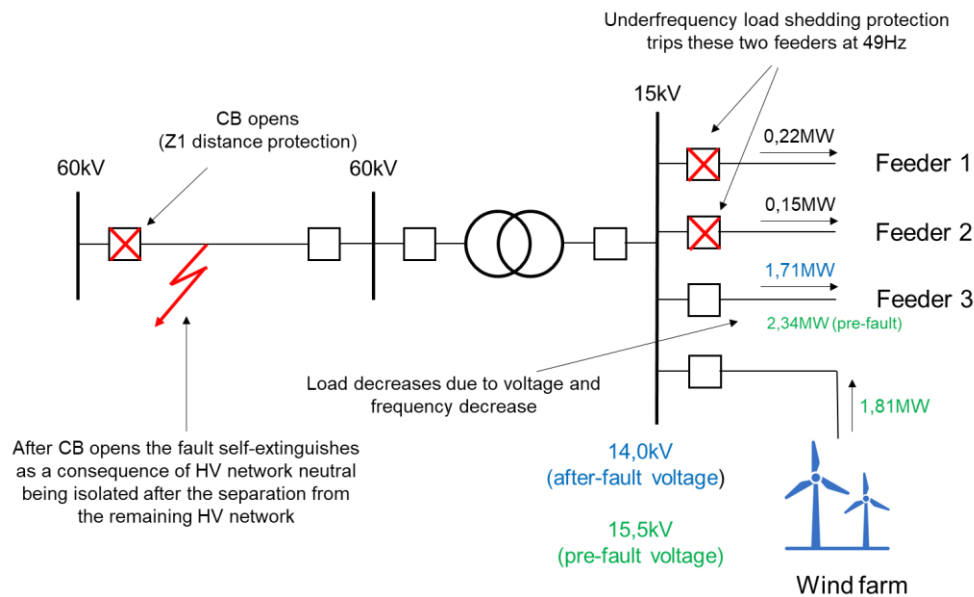 Underfrequency load shedding protection
trips these two feeders at 49Hz
CB opens
(Z1 distance protection)
60kV
60kV
15kV
0,22MW
Feeder 1
0,15MW
Feeder 2
1,71MW
Feeder 3
2,34MW (pre-fault)
Load decreases due to voltage and
frequency decrease
1,81MW
After CB opens the fault self-extinguishes
as a consequence of HV network neutral
being isolated after the separation from
the remaining HV network
14,0kV
(after-fault voltage)
15,5kV
(pre-fault voltage)
Wind farm